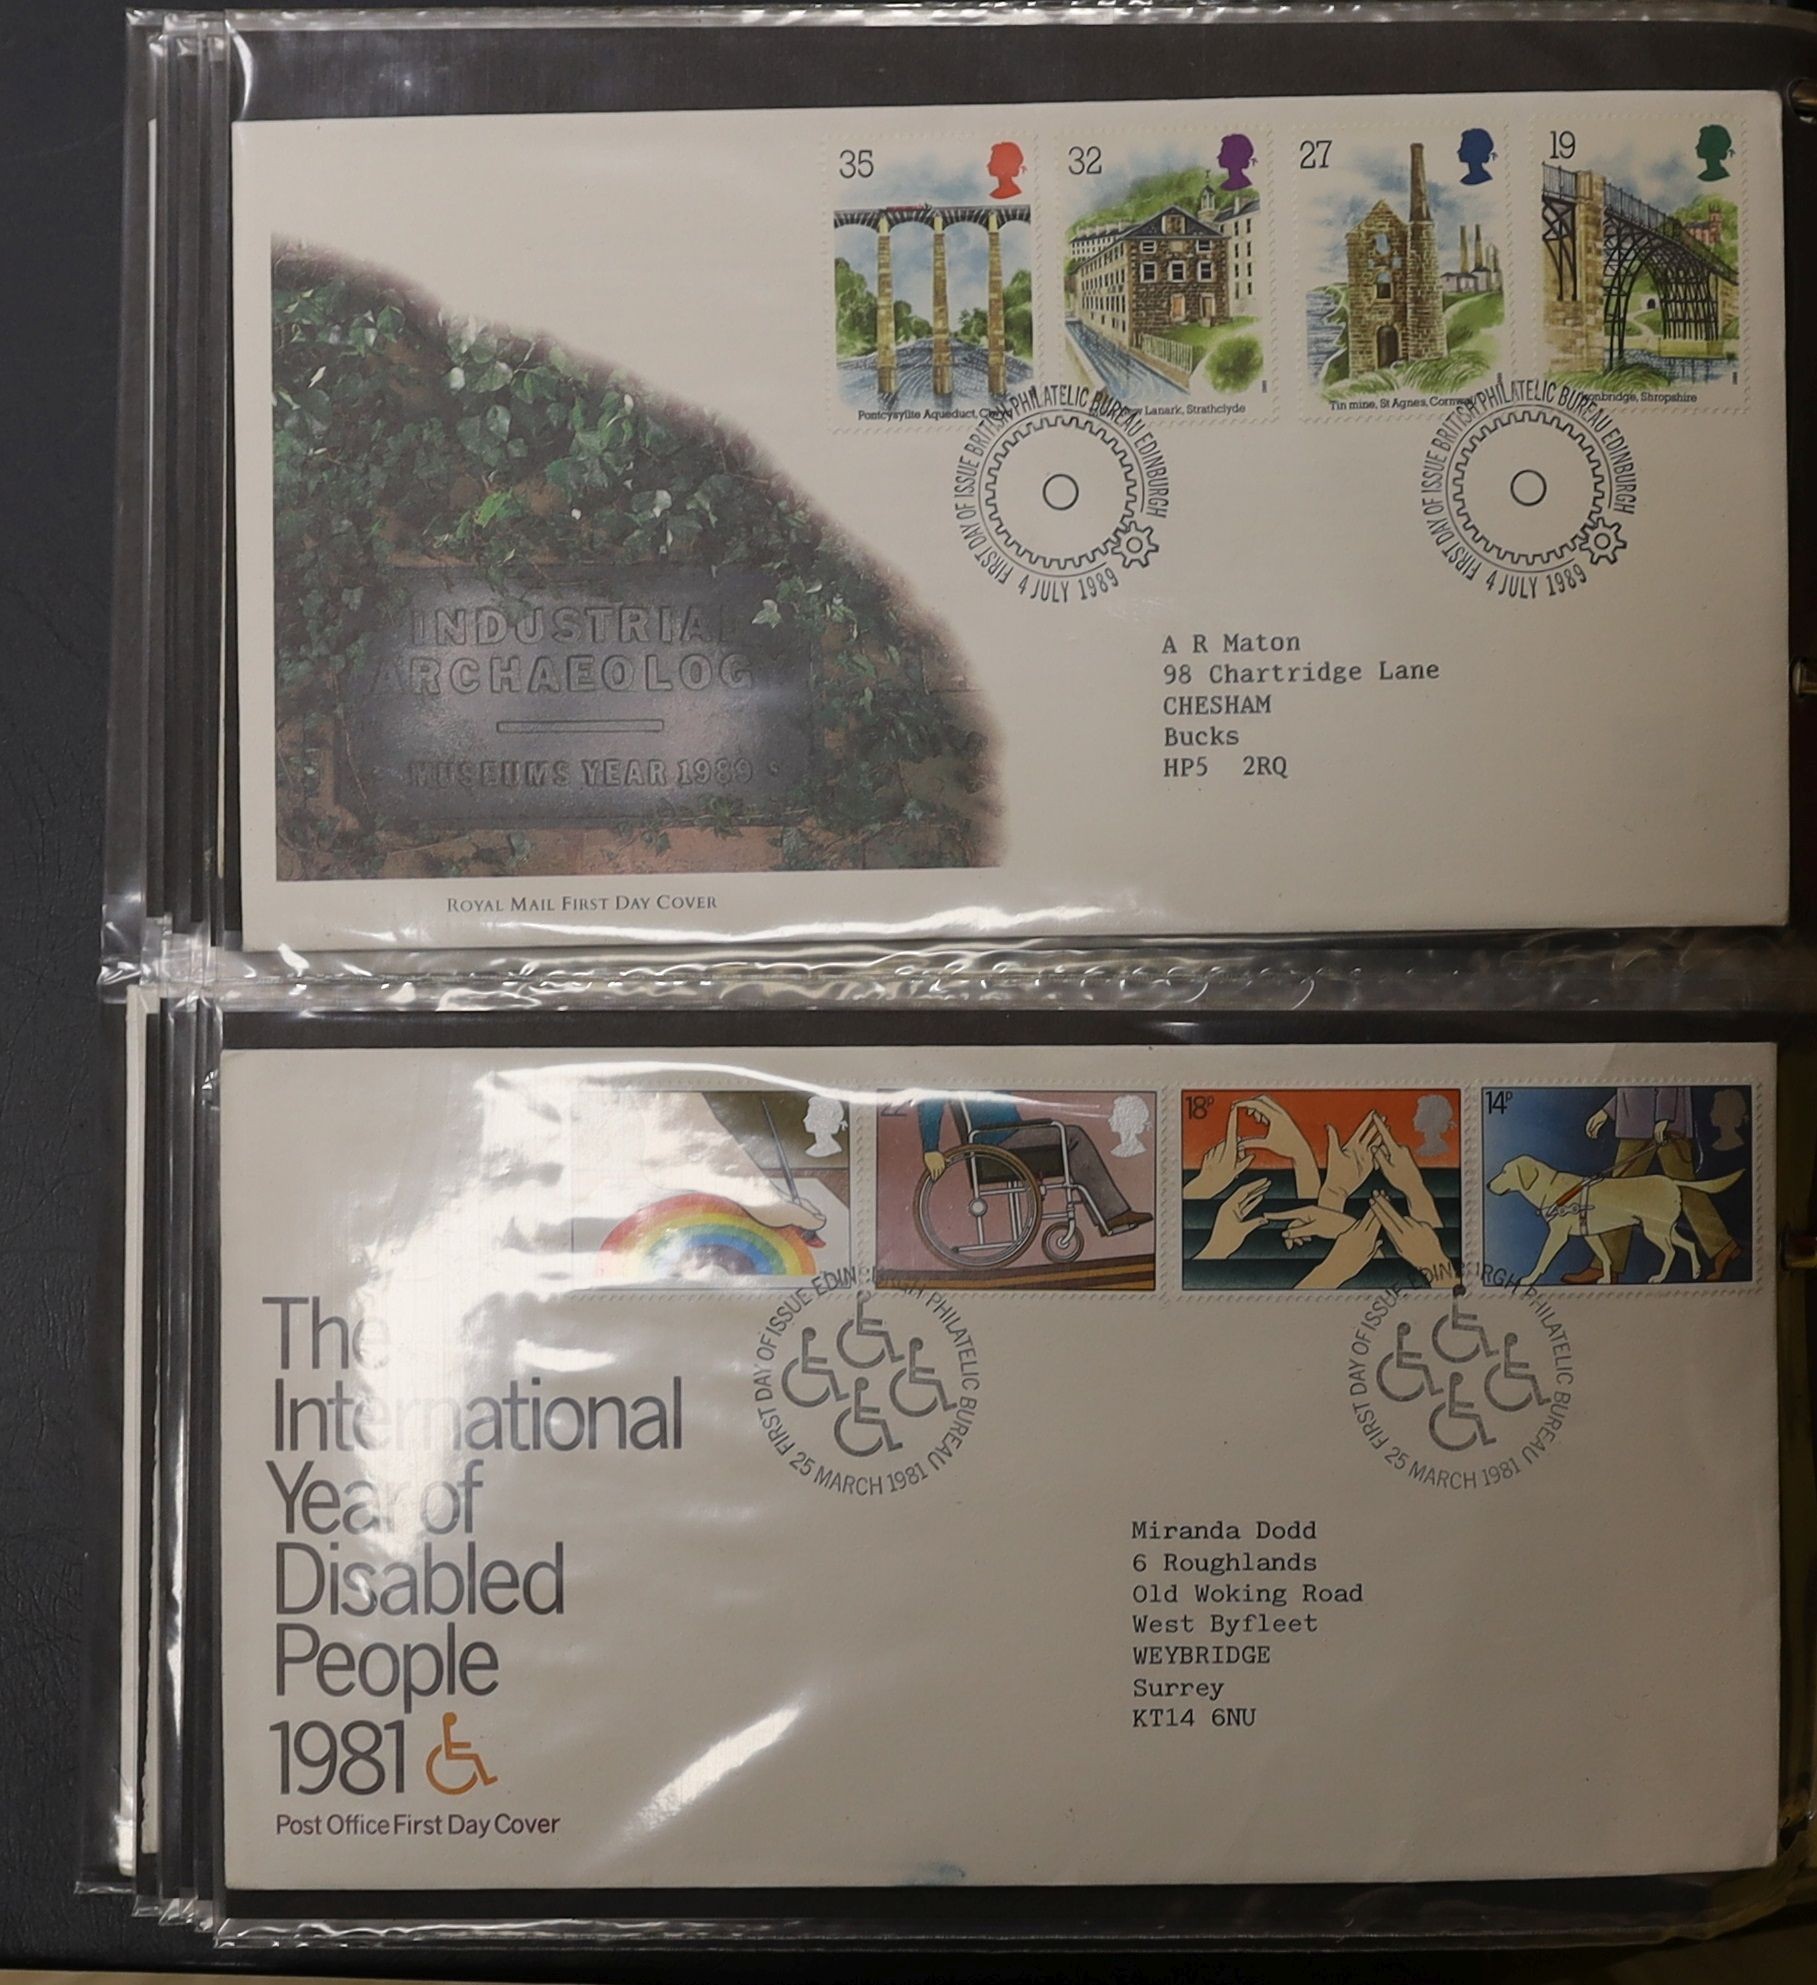 35
32
27
19
Pontcysyllte Aqueduct,
Lanark, Strathclyde
Tin mine, St Agnes,
Shropshire
FIRST DAY OF ISSUE BRITISH PHILATELIC BUREAU EDINBURGH
4 JULY 1989
FIRST DAY OF ISSUE BRITISH PHILATELIC BUREAU EDINBURGH
4 JULY 1989
INDUSTRIA
ARCHAEOLOG
MUSEUMS YEAR 1989
ROYAL MAIL FIRST DAY COVER
A R Maton
98 Chartridge Lane
CHESHAM
Bucks
HP5 2RQ
18P
14P
FIRST DAY OF ISSUE EDINBURGH PHILATELIC BUREAU
25 MARCH 1981
FIRST DAY OF ISSUE EDINBURGH PHILATELIC BUREAU
25 MARCH 1981
The
International
Year of
Disabled
People
1981
Post Office First Day Cover
Miranda Dodd
6 Roughlands
Old Woking Road
West Byfleet
WEYBRIDGE
Surrey
KT14 6NU